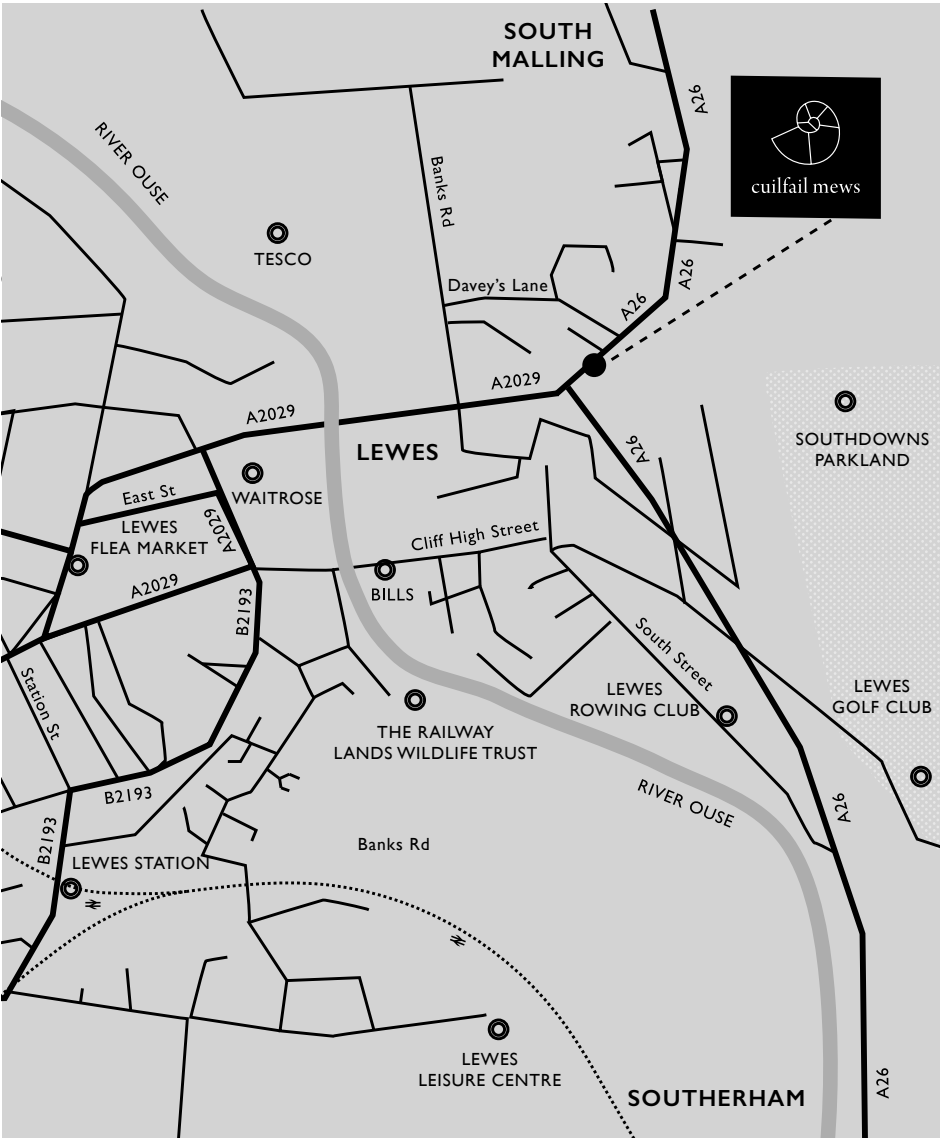 SOUTH
MALLING
A26
cuilfail mews
RIVER OUSE
Banks Rd
TESCO
A26
Davey's Lane
A26
A2029
A2029
LEWES
A26
SOUTHDOWNS
PARKLAND
East St
WAITROSE
LEWES
FLEA MARKET
A2029
Cliff High Street
A2029
BILLS
B2193
South Street
Station St
LEWES
ROWING CLUB
LEWES
GOLF CLUB
THE RAILWAY
LANDS WILDLIFE TRUST
B2193
RIVER OUSE
A26
B2193
Banks Rd
LEWES STATION
LEWES
LEISURE CENTRE
SOUTHERHAM
A26